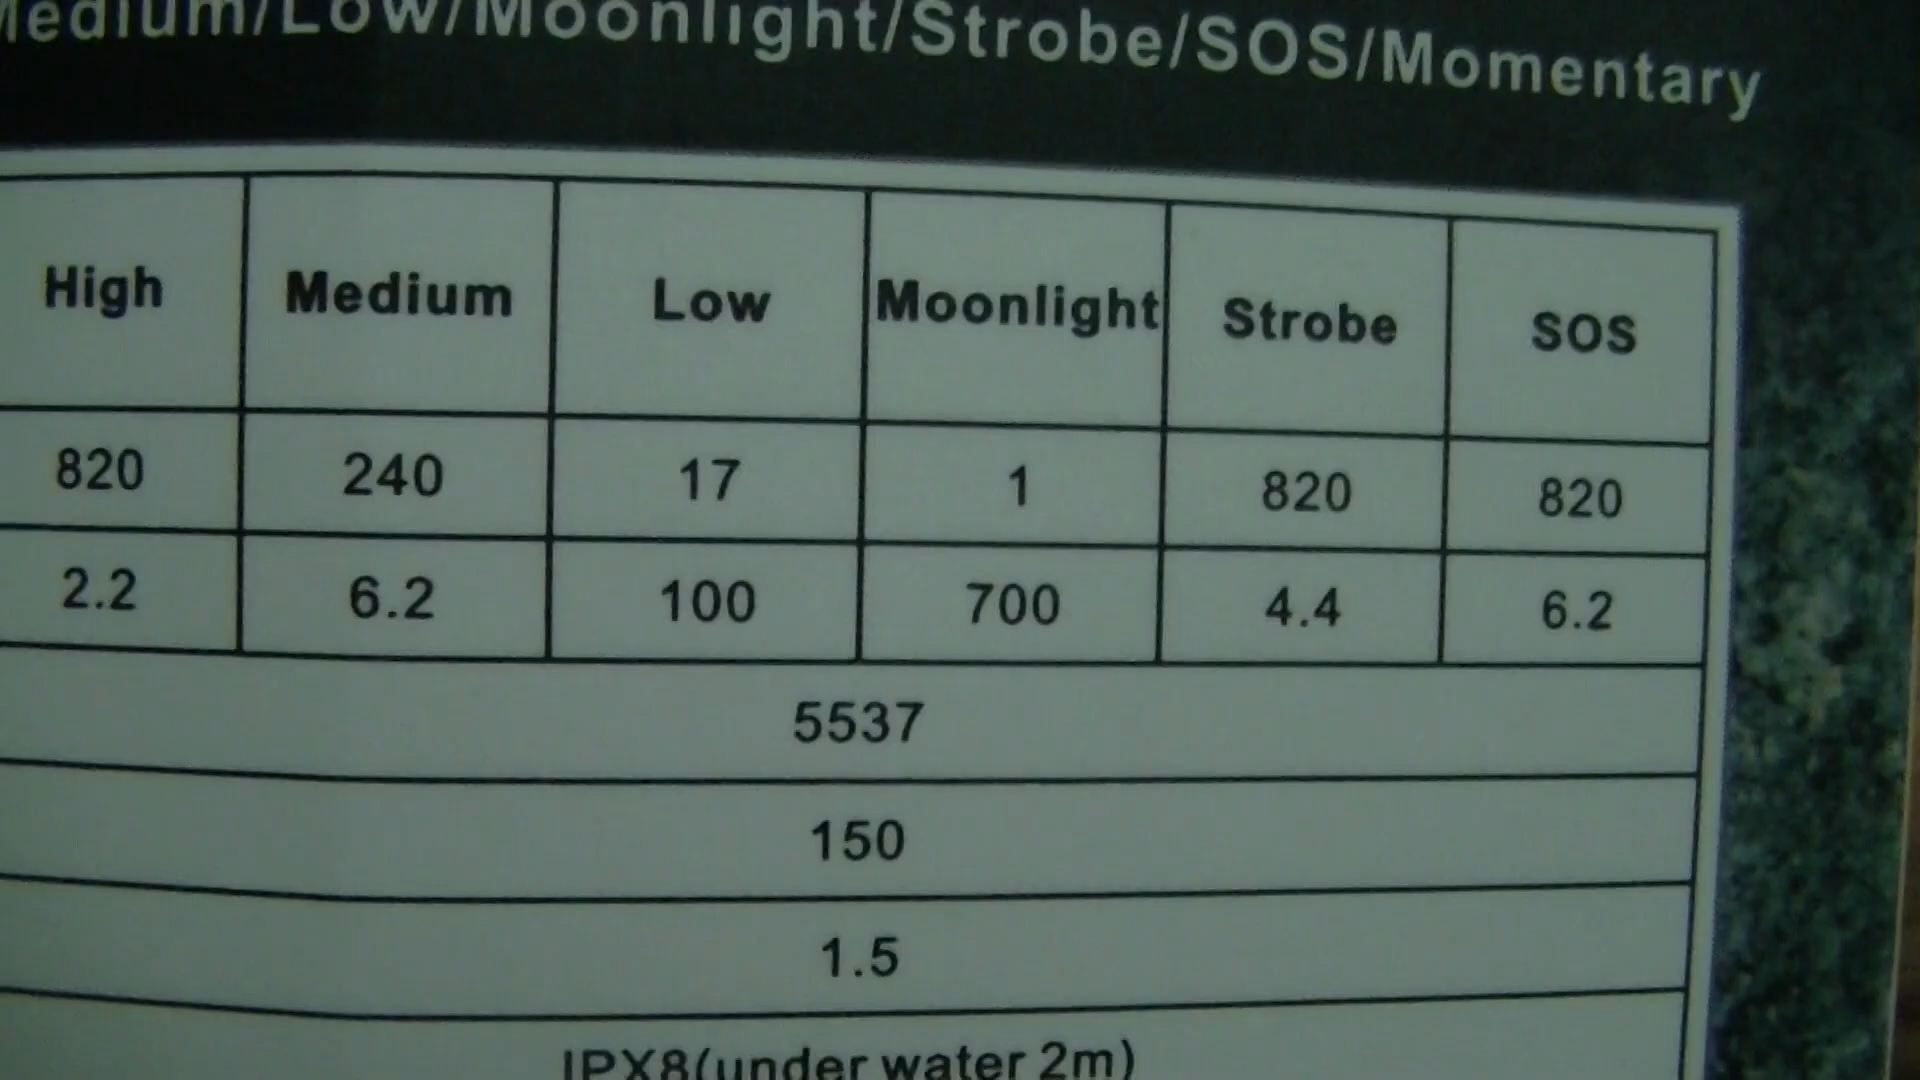 Medium/Low/Moonlight/Strobe/SOS/Momentary
High Medium Low Moonlight Strobe SOS
820 240 17 1 820 820
2.2 6.2 100 700 4.4 6.2
5537
150
1.5
IPX8(under water 2m)